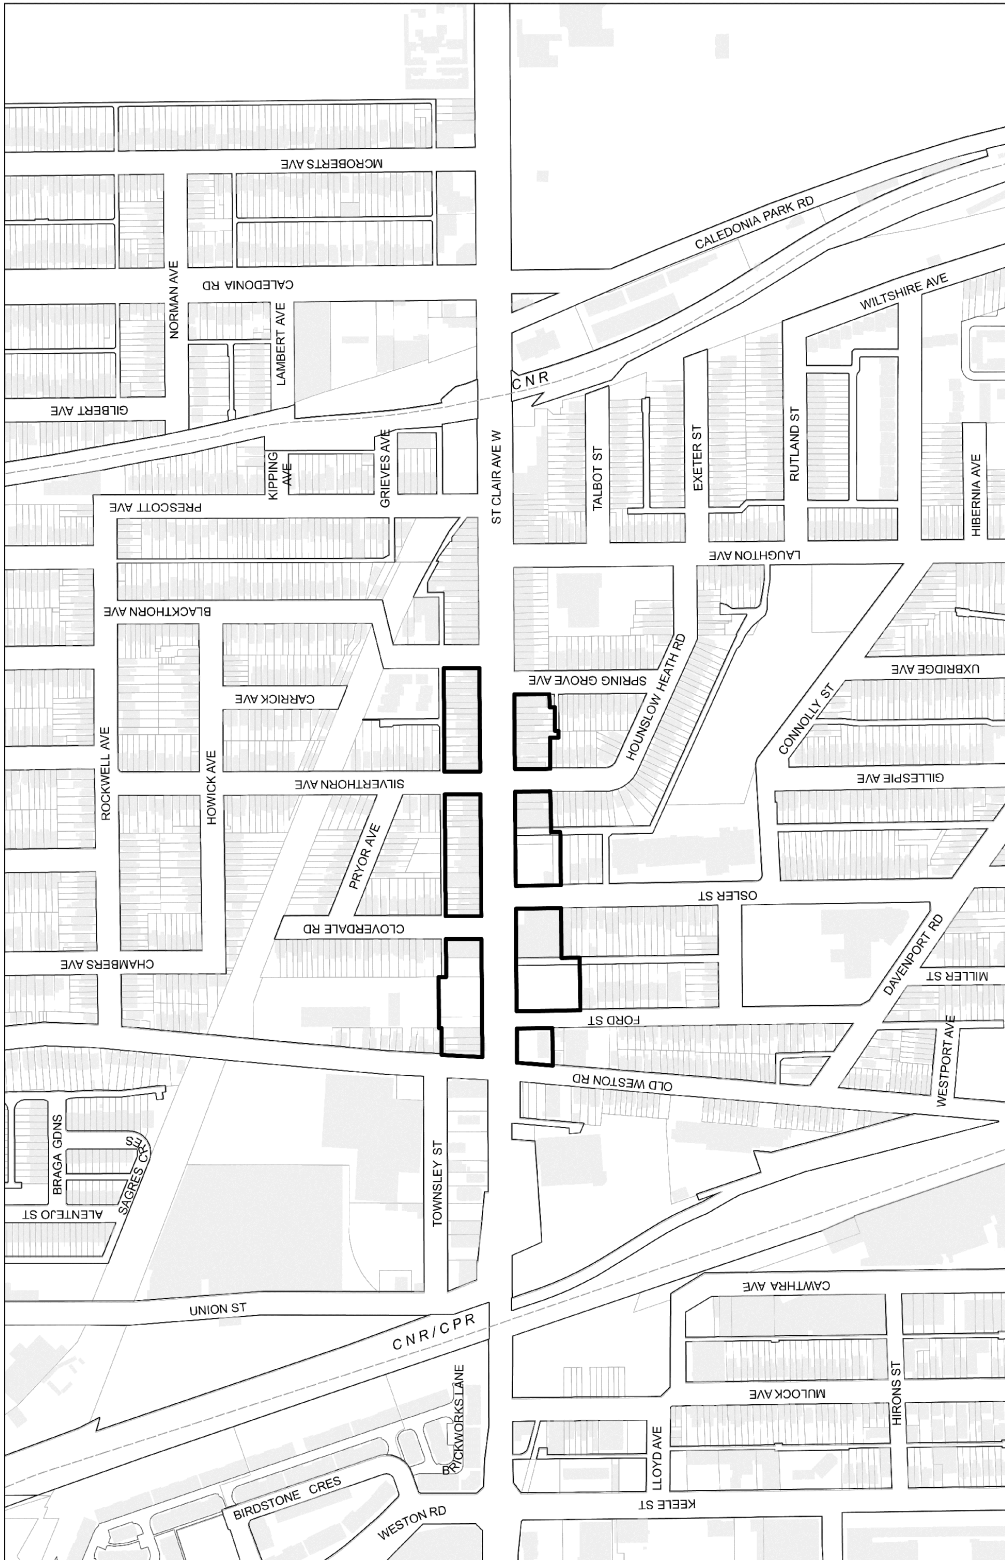 MCROBERTS AVE
CALEDONIA PARK RD
CALEDONIA RD
NORMAN AVE
LAMBERT AVE
WILTSHIRE AVE
CNR
GILBERT AVE
ST CLAIR AVE W
TALBOT ST
EXETER ST
RUTLAND ST
HIBERNIA AVE
KIPPING
AVE
GRIEVES AVE
PRESCOTT AVE
LAUGHTON AVE
BLACKTHORN AVE
UXBRIDGE AVE
SPRING GROVE AVE
HOUNSLOW HEATH RD
CARRICK AVE
CONNOLLY ST
ROCKWELL AVE
HOWICK AVE
SILVERTHORN AVE
GILLESPIE AVE
PRYOR AVE
OSLER ST
CLOVERDALE RD
DAVENPORT RD
CHAMBERS AVE
MILLER ST
FORD ST
WESTPORT AVE
OLD WESTON RD
BRAGA GDNS
SAGRES CRES
ALENTEJO ST
TOWNSLEY ST
CAWTHRA AVE
UNION ST
CNR/CPR
MULOCK AVE
HIRONS ST
BRICKWORKS LANE
LLOYD AVE
BIRDSTONE CRES
WESTON RD
KEELE ST